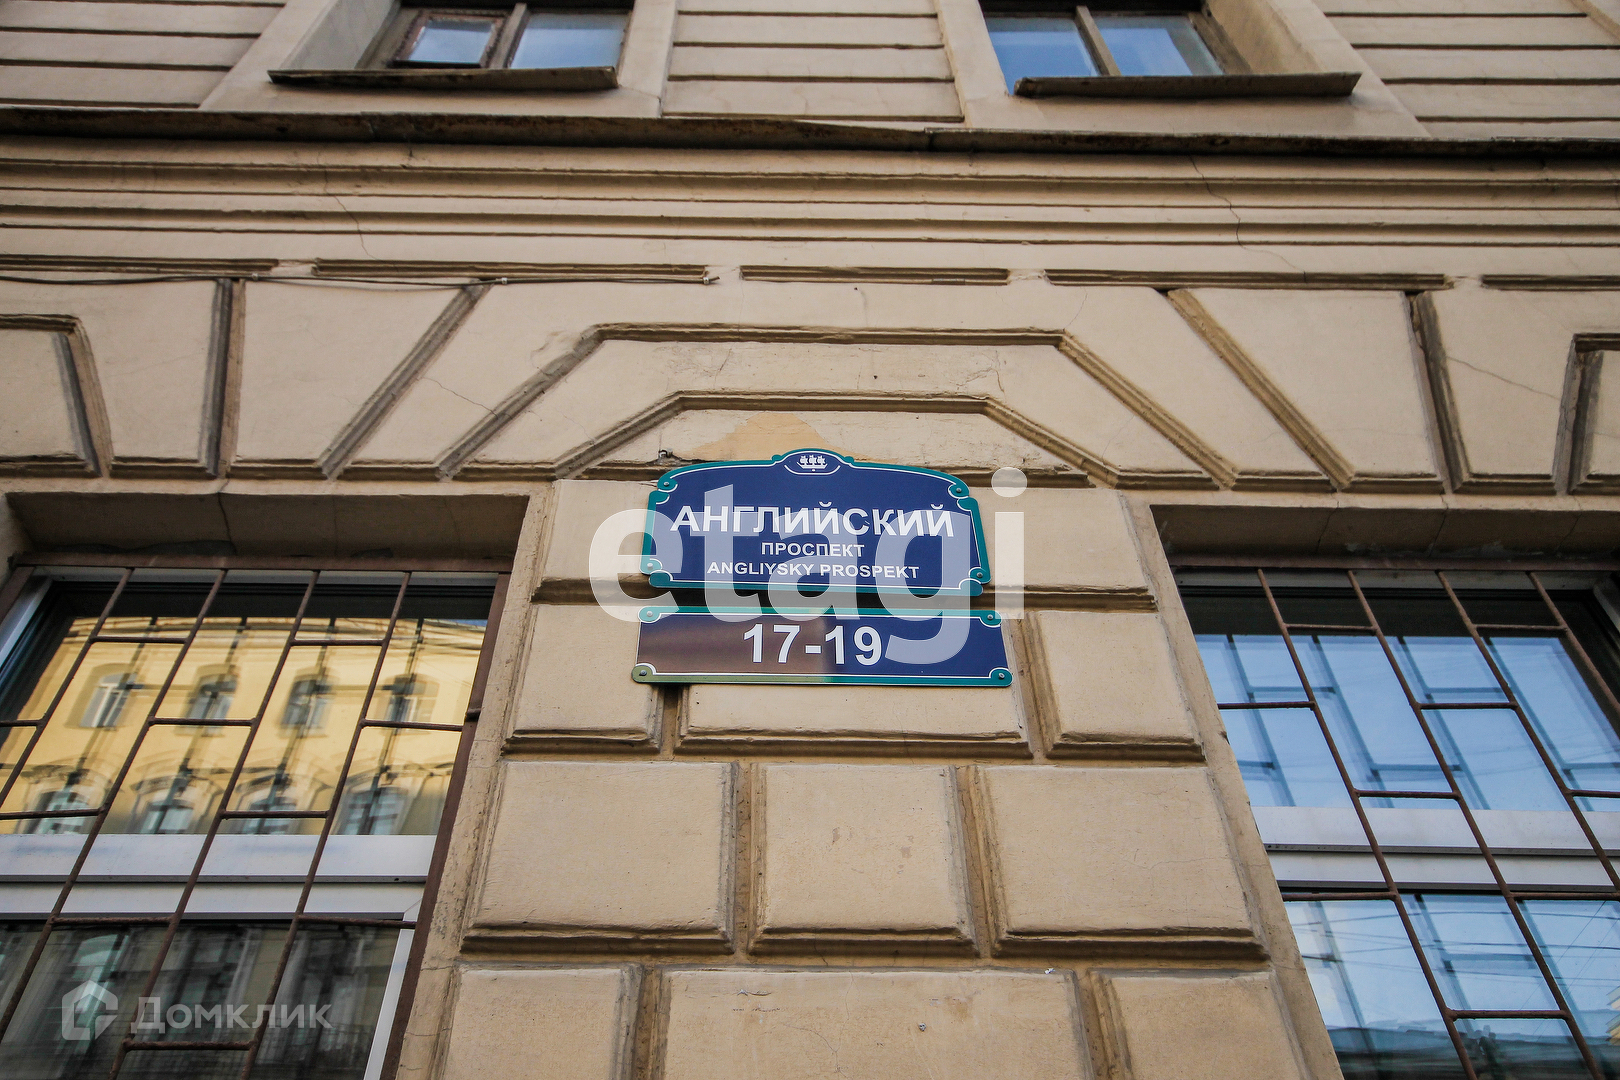 АНГЛИЙСКИЙ
ПРОСПЕКТ
ANGLIYSKY PROSPEKT
etagi
17-19
Домклик